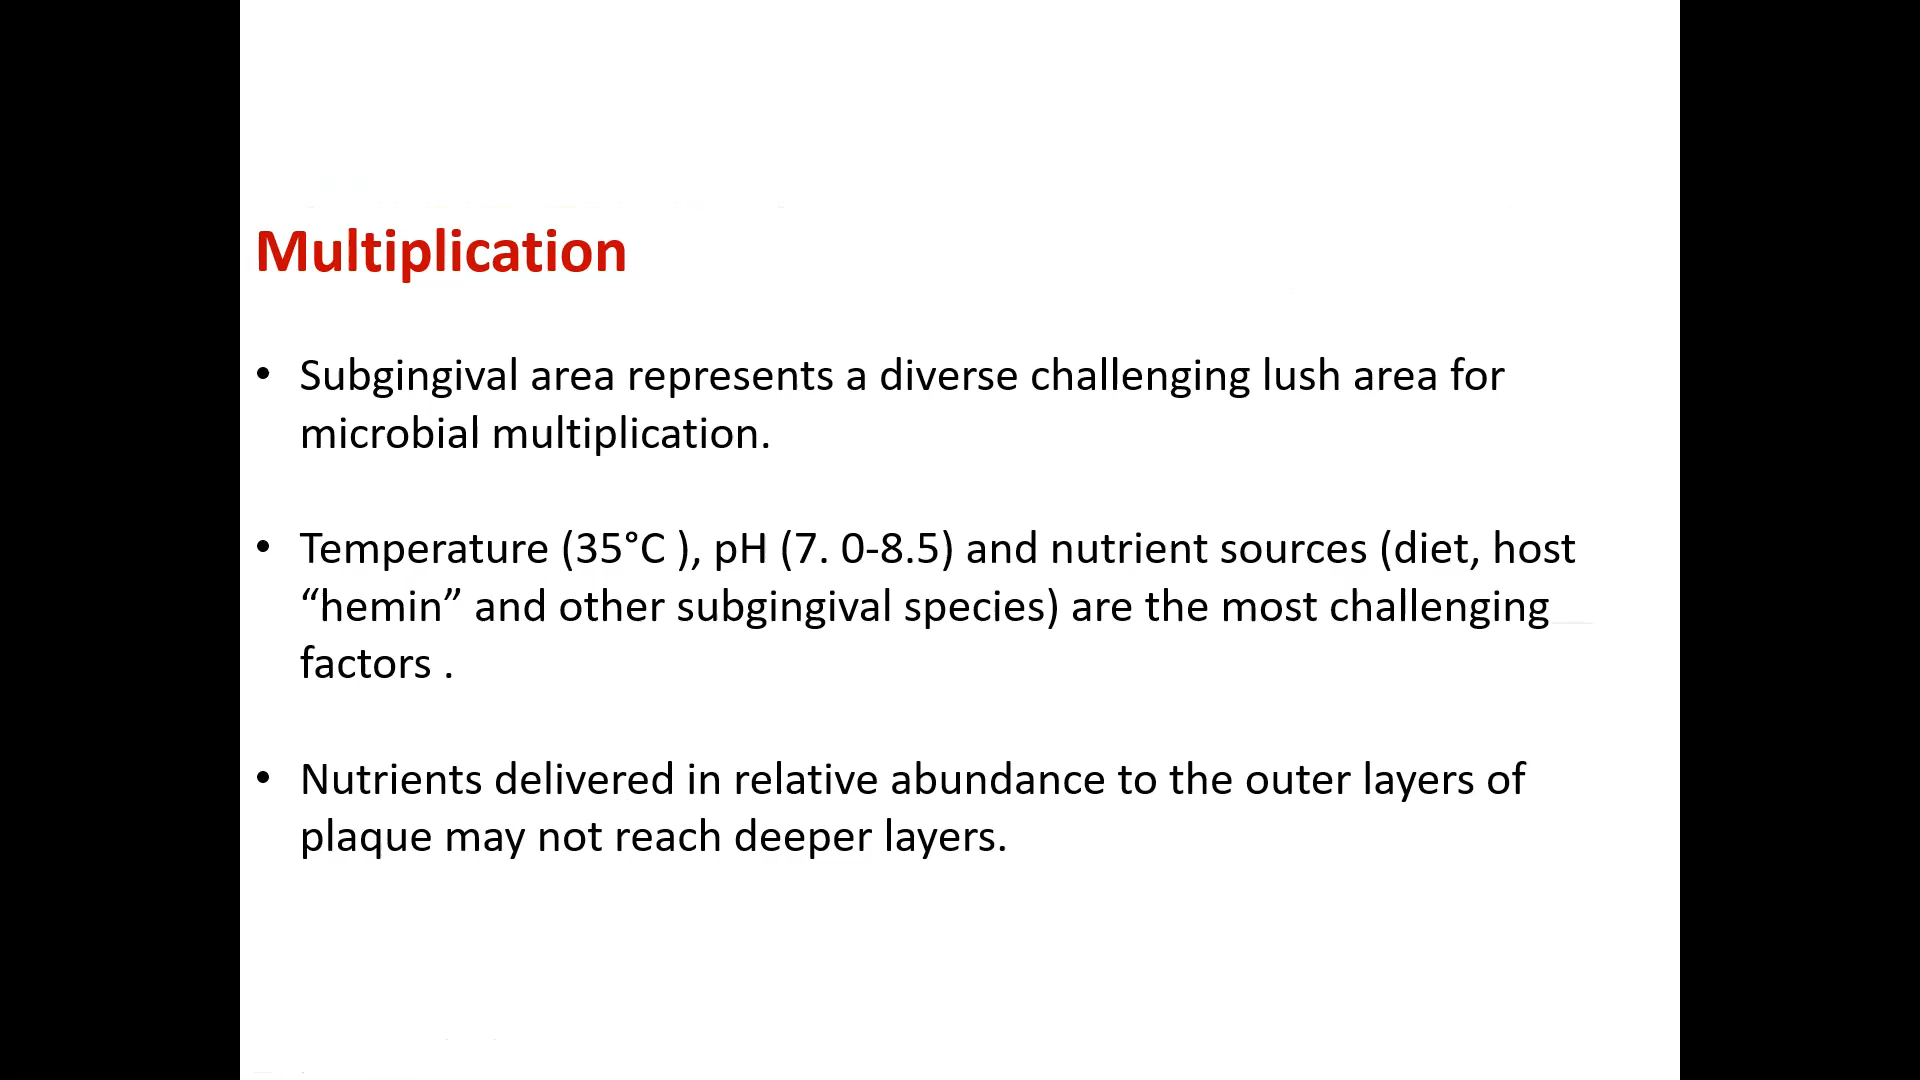 Multiplication
• Subgingival area represents a diverse challenging lush area for
microbial multiplication.
• Temperature (35°C ), pH (7. 0-8.5) and nutrient sources (diet, host
“hemin” and other subgingival species) are the most challenging
factors .
• Nutrients delivered in relative abundance to the outer layers of
plaque may not reach deeper layers.